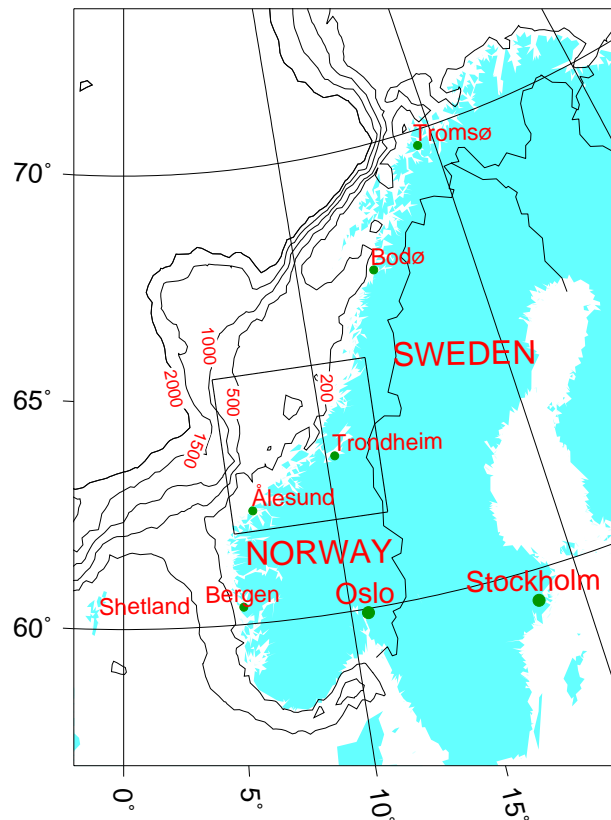 Tromsø
70°
Bodø
SWEDEN
1000
2000
500
200
65°
1500
Trondheim
Ålesund
NORWAY
Stockholm
Bergen
Oslo
Shetland
60°
0°
5°
10°
15°